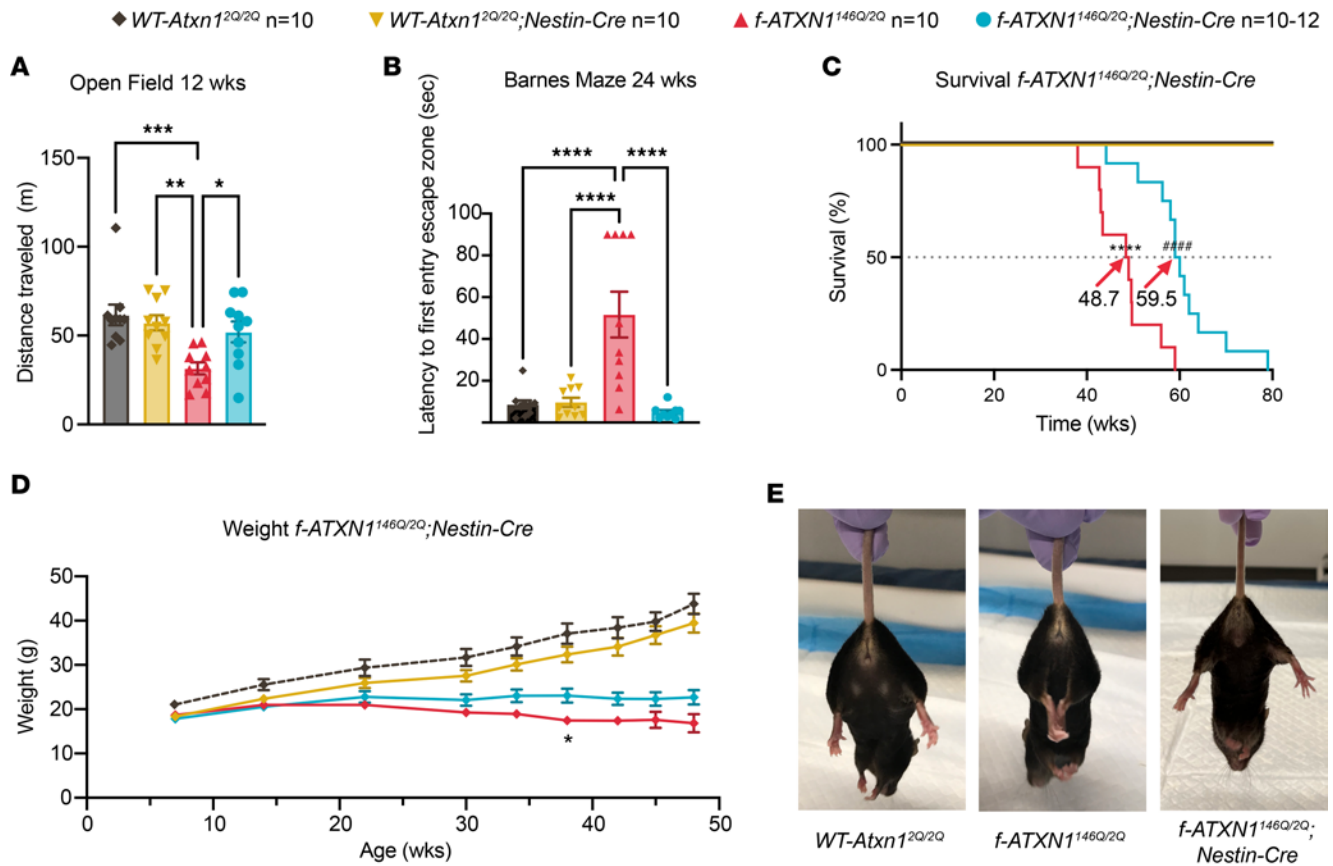 WT-Atxn1^2Q/2Q n=10 WT-Atxn1^2Q/2Q;Nestin-Cre n=10 f-ATXN1^146Q/2Q n=10 f-ATXN1^146Q/2Q;Nestin-Cre n=10-12
A
Open Field 12 wks
***
**
*
150
100
50
0
Distance traveled (m)
B
Barnes Maze 24 wks
****
****
****
100
80
60
40
20
Latency to first entry escape zone (sec)
C
Survival f-ATXN1^146Q/2Q;Nestin-Cre
100
50
0
Survival (%)
****
####
48.7
59.5
0 20 40 60 80
Time (wks)
D
Weight f-ATXN1^146Q/2Q;Nestin-Cre
50
40
30
20
10
0
Weight (g)
*
0 10 20 30 40 50
Age (wks)
E
WT-Atxn1^2Q/2Q
f-ATXN1^146Q/2Q
f-ATXN1^146Q/2Q;
Nestin-Cre